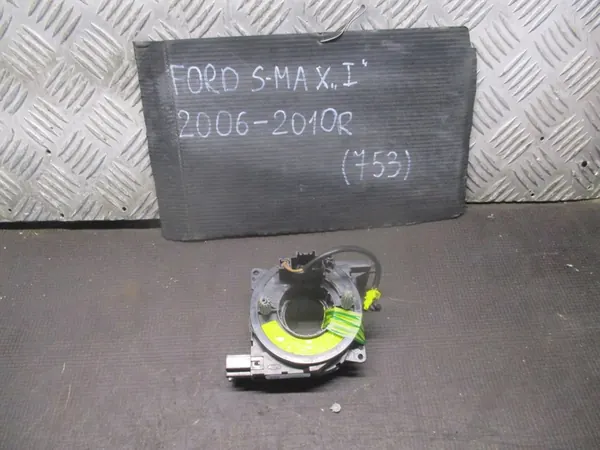 FORD S-MAX „I"
2006-2010R
(753)